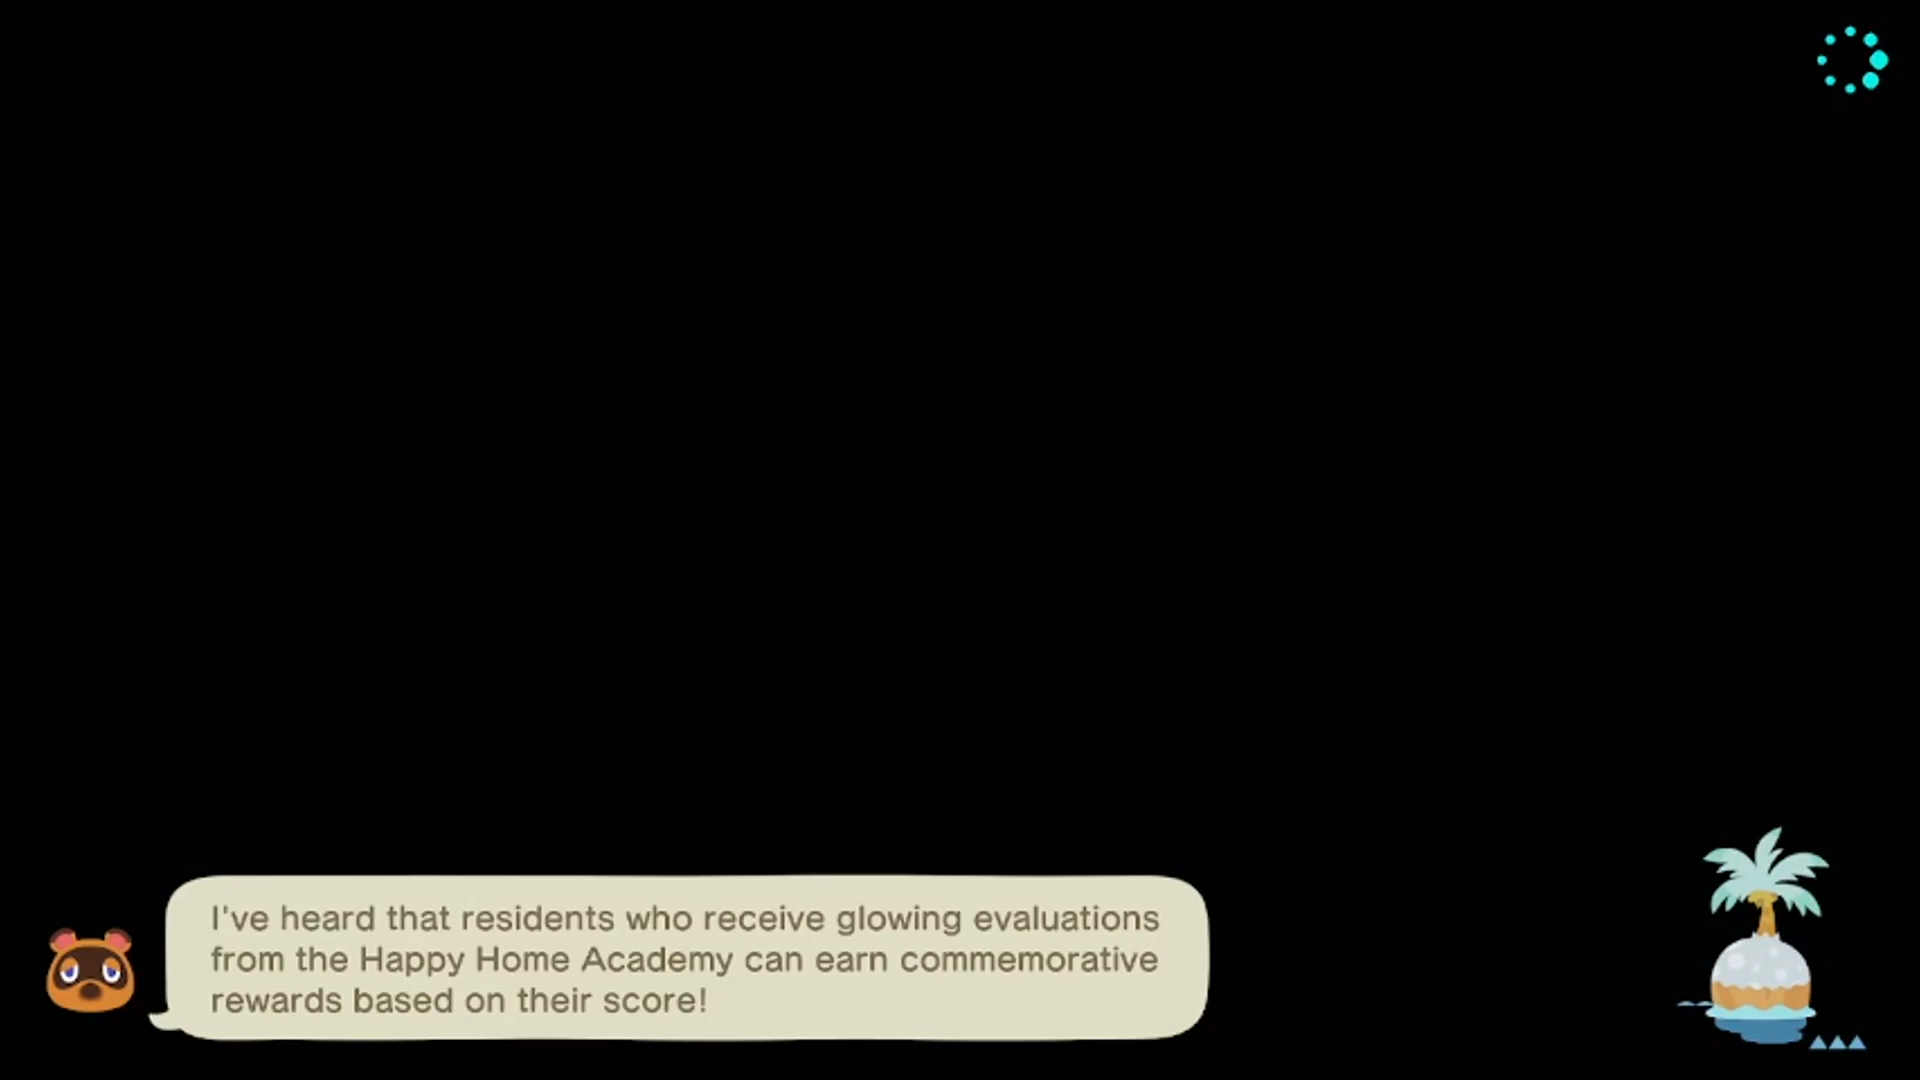 I've heard that residents who receive glowing evaluations
from the Happy Home Academy can earn commemorative
rewards based on their score!